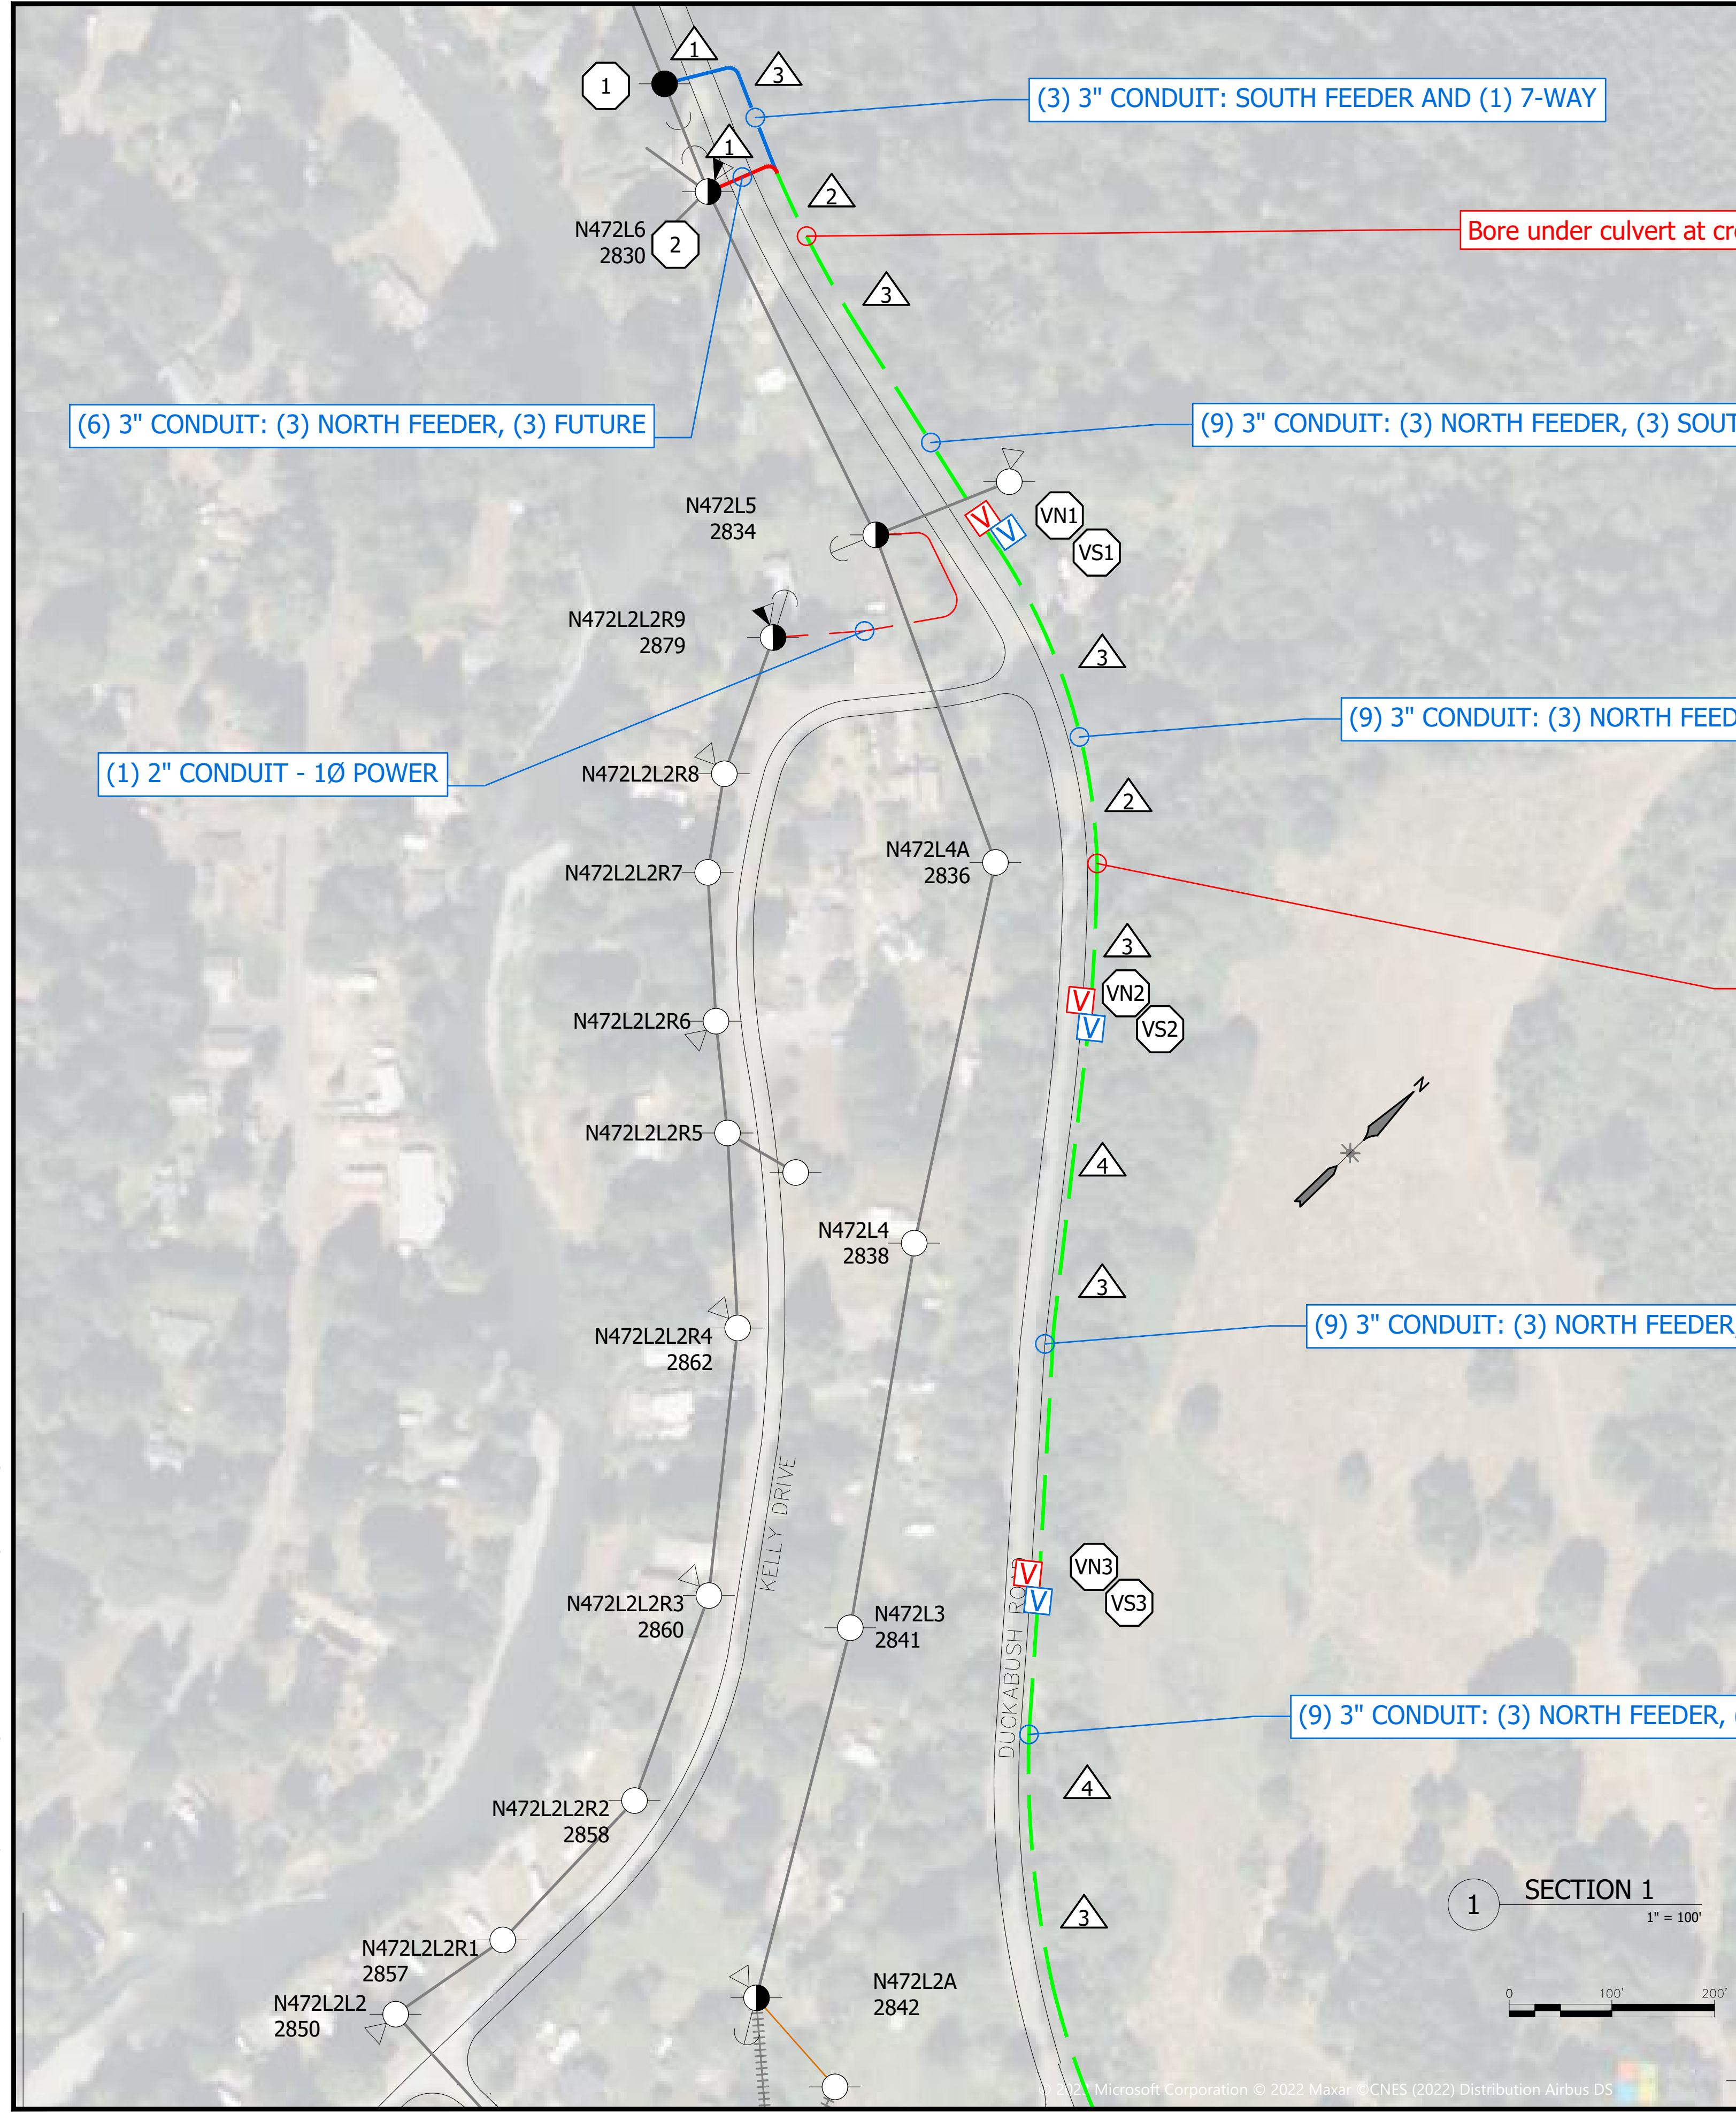 1
3
1
(3) 3" CONDUIT: SOUTH FEEDER AND (1) 7-WAY
1
2
N472L6
2830
2
Bore under culvert at cr
3
(6) 3" CONDUIT: (3) NORTH FEEDER, (3) FUTURE
(9) 3" CONDUIT: (3) NORTH FEEDER, (3) SOUT
N472L5
2834
V
V
VN1
VS1
N472L2L2R9
2879
3
(9) 3" CONDUIT: (3) NORTH FEED
(1) 2" CONDUIT - 1Ø POWER
N472L2L2R8
2
N472L4A
2836
N472L2L2R7
3
V
V
VN2
VS2
N472L2L2R6
N
N472L2L2R5
4
N472L4
2838
3
(9) 3" CONDUIT: (3) NORTH FEEDER
N472L2L2R4
2862
KELLY DRIVE
V
V
VN3
VS3
N472L2L2R3
2860
N472L3
2841
DUCKABUSH ROAD
(9) 3" CONDUIT: (3) NORTH FEEDER,
4
N472L2L2R2
2858
3
1
SECTION 1
1" = 100'
N472L2L2R1
2857
N472L2A
2842
N472L2L2
2850
0 100' 200'
Microsoft Corporation © 2022 Maxar ©CNES (2022) Distribution Airbus DS